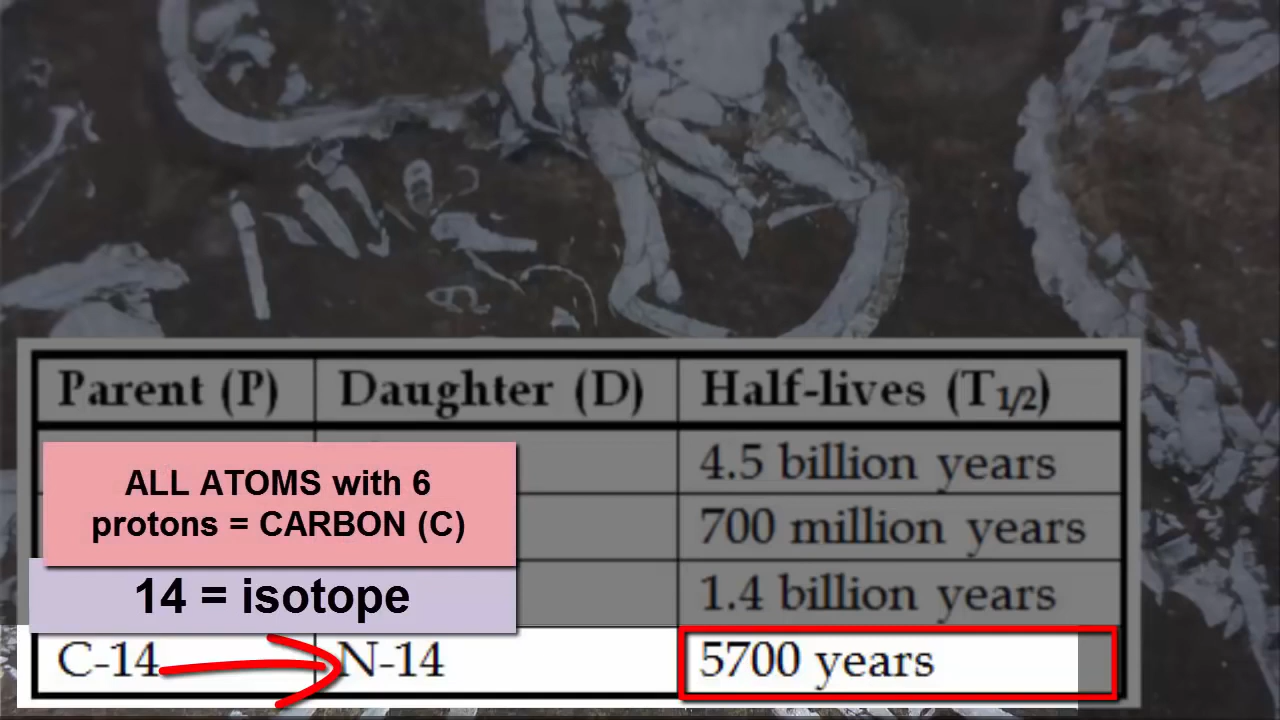 Parent (P) Daughter (D) Half-lives (T1/2)
4.5 billion years
ALL ATOMS with 6
protons = CARBON (C)
700 million years
14 = isotope
1.4 billion years
C-14 N-14 5700 years